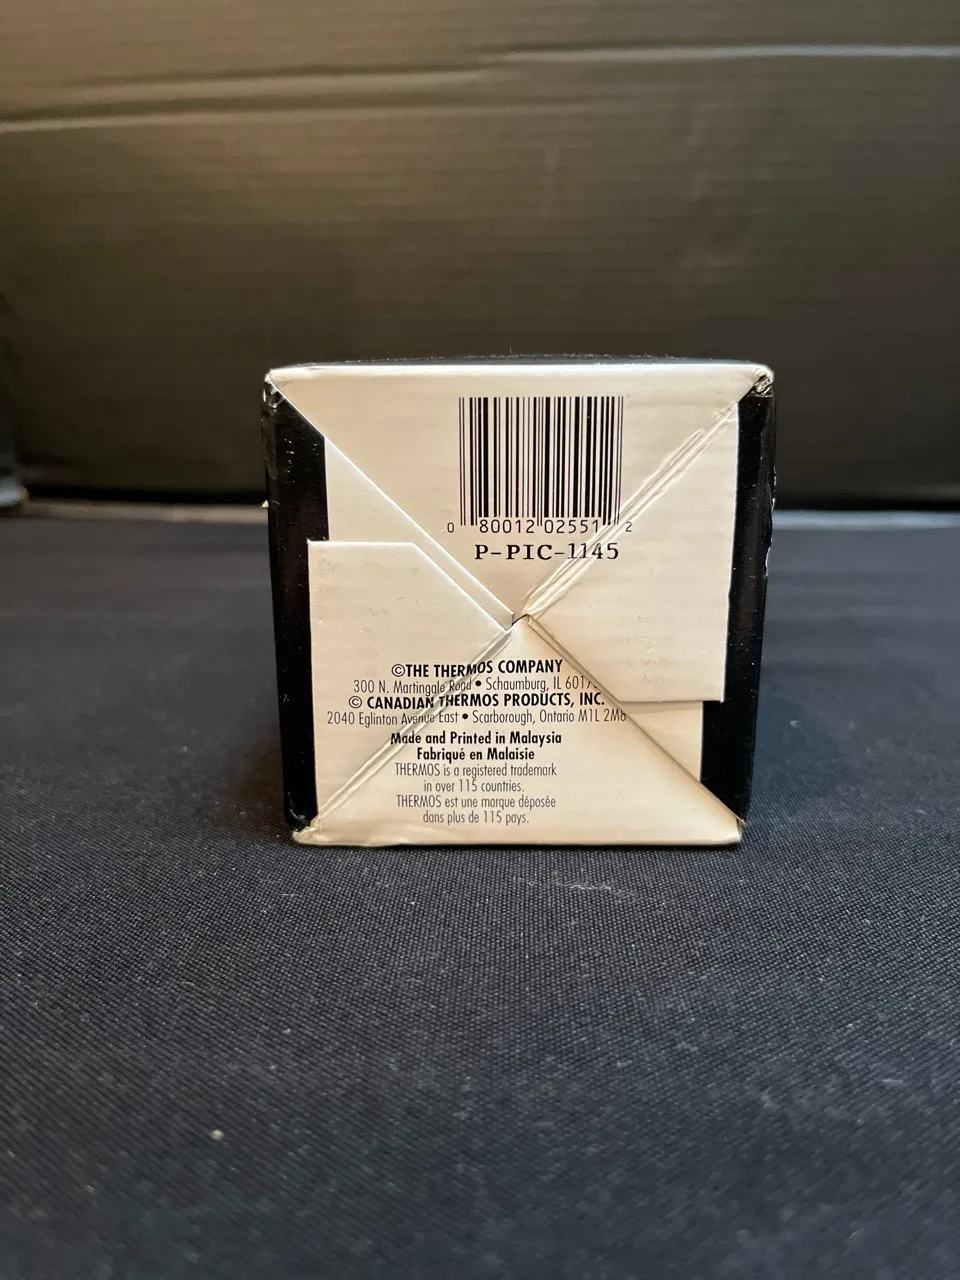 0 80012 02551 2
P-PIC-1145
©THE THERMOS COMPANY
300 N. Martingale Road • Schaumburg, IL
© CANADIAN THERMOS PRODUCTS, INC.
2040 Eglinton Avenue East • Scarborough, Ontario M1L 2M6
Made and Printed in Malaysia
Fabriqué en Malaisie
THERMOS is a registered trademark
in over 115 countries.
THERMOS est une marque déposée
dans plus de 115 pays.